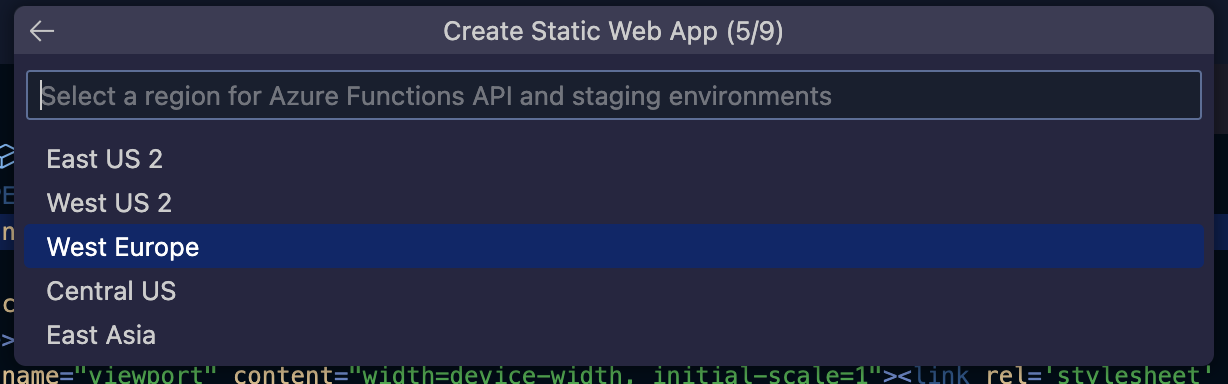 Create Static Web App (5/9)
Select a region for Azure Functions API and staging environments
East US 2
West US 2
West Europe
Central US
East Asia
name="viewport" content="width=device-width, initial-scale=1"><link rel='stylesheet'